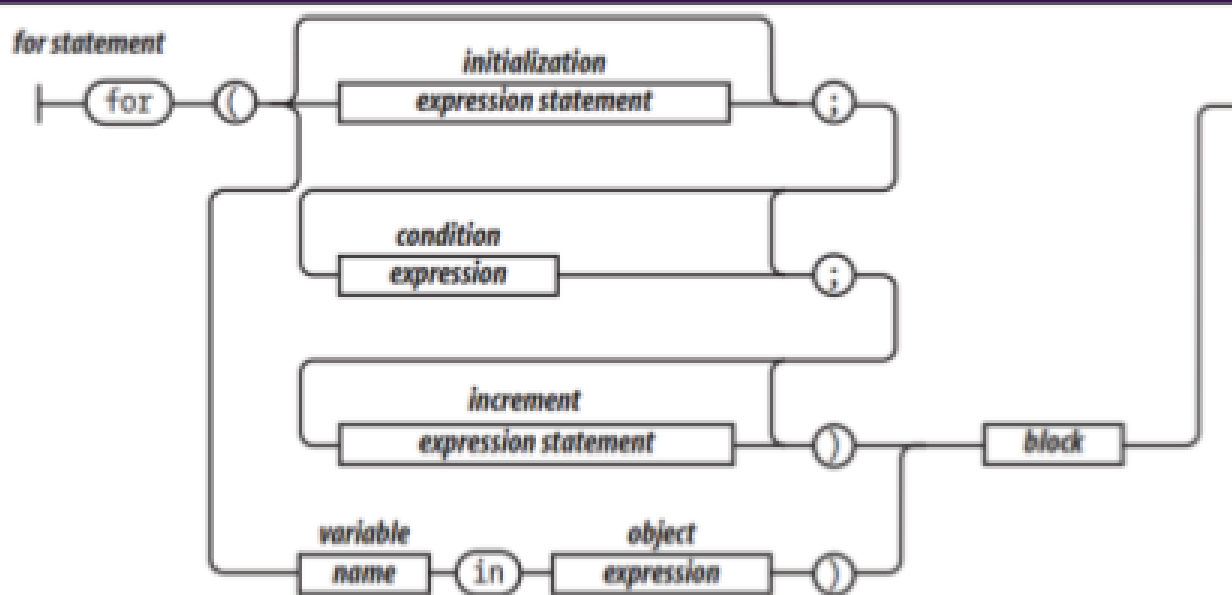 for statement
initialization
for ( expression statement ;
condition
expression ;
increment
expression statement ) block
variable object
name in expression )